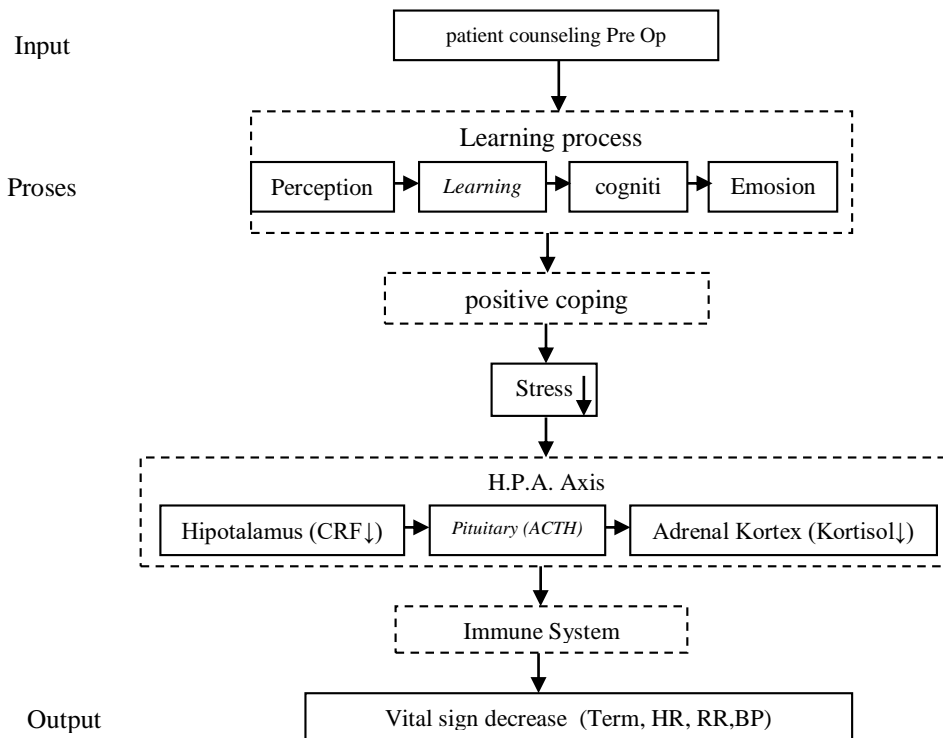 Input
patient counseling Pre Op
Learning process
Proses
Perception
Learning
cogniti
Emosion
positive coping
Stress
H.P.A. Axis
Hipotalamus (CRF↓)
Pituitary (ACTH)
Adrenal Kortex (Kortisol↓)
Immune System
Output
Vital sign decrease (Term, HR, RR,BP)